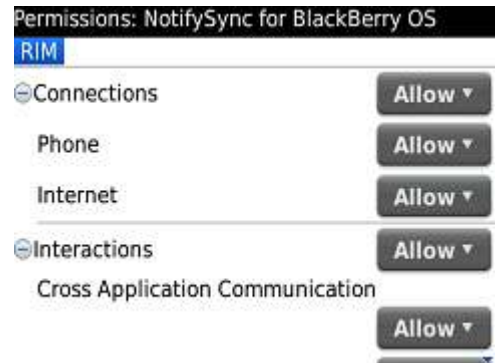 Permissions: NotifySync for BlackBerry OS
RIM
Connections Allow
Phone Allow
Internet Allow
Interactions Allow
Cross Application Communication
Allow